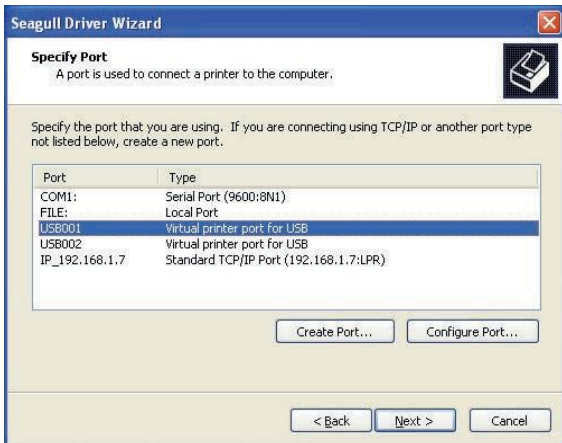 Seagull Driver Wizard
Specify Port
A port is used to connect a printer to the computer.
Specify the port that you are using. If you are connecting using TCP/IP or another port type
not listed below, create a new port.
Port Type
COM1: Serial Port (9600:8N1)
FILE: Local Port
USB001 Virtual printer port for USB
USB002 Virtual printer port for USB
IP_192.168.1.7 Standard TCP/IP Port (192.168.1.7:LPR)
Create Port... Configure Port...
< Back Next > Cancel